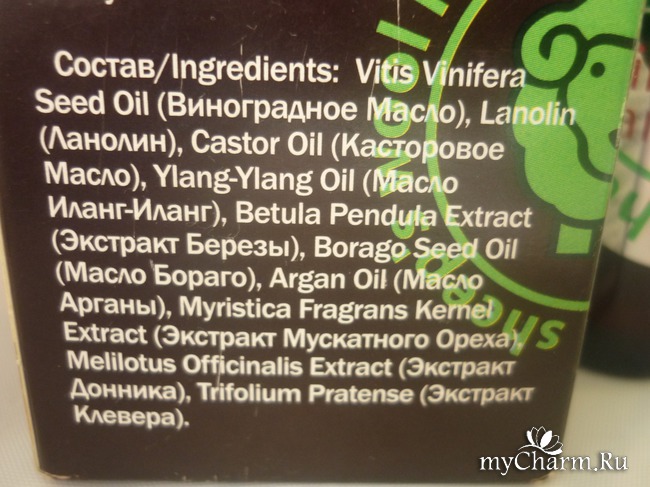 Состав/Ingredients: Vitis Vinifera
Seed Oil (Виноградное Масло), Lanolin
(Ланолин), Castor Oil (Касторовое
Масло), Ylang-Ylang Oil (Масло
Иланг-Иланг), Betula Pendula Extract
(Экстракт Березы), Borago Seed Oil
(Масло Бораго), Argan Oil (Масло
Арганы), Myristica Fragrans Kernel
Extract (Экстракт Мускатного Ореха),
Melilotus Officinalis Extract (Экстракт
Донника), Trifolium Pratense (Экстракт
Клевера).
myCharm.Ru